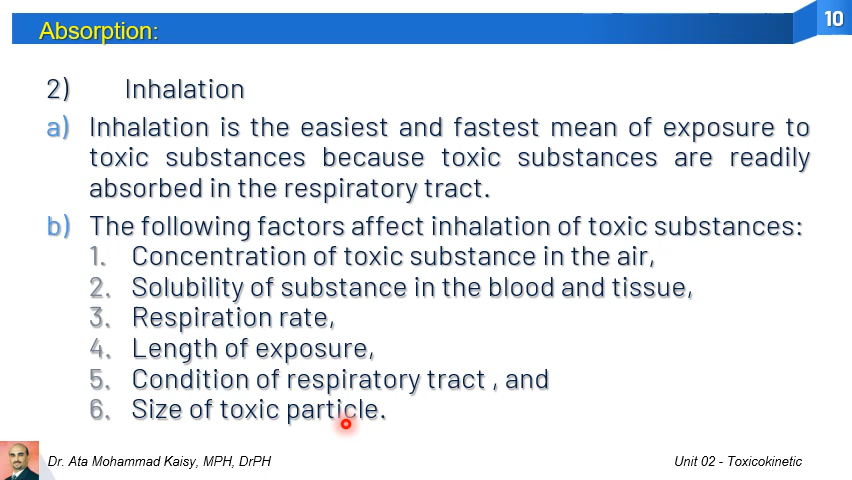 10
Absorption:
2) Inhalation
a) Inhalation is the easiest and fastest mean of exposure to
toxic substances because toxic substances are readily
absorbed in the respiratory tract.
b) The following factors affect inhalation of toxic substances:
1. Concentration of toxic substance in the air,
2. Solubility of substance in the blood and tissue,
3. Respiration rate,
4. Length of exposure,
5. Condition of respiratory tract , and
6. Size of toxic particle.
Dr. Ata Mohammad Kaisy, MPH, DrPH
Unit 02 - Toxicokinetic